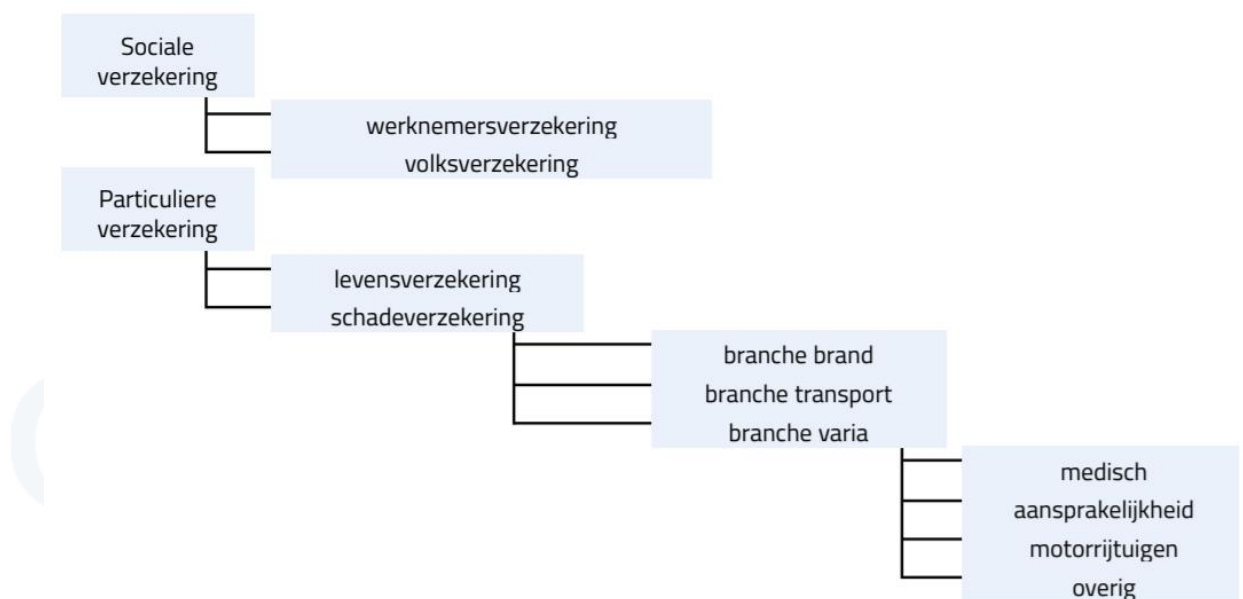 Sociale
verzekering
werknemersverzekering
volksverzekering
Particuliere
verzekering
levensverzekering
schadeverzekering
branche brand
branche transport
branche varia
medisch
aansprakelijkheid
motorrijtuigen
overig